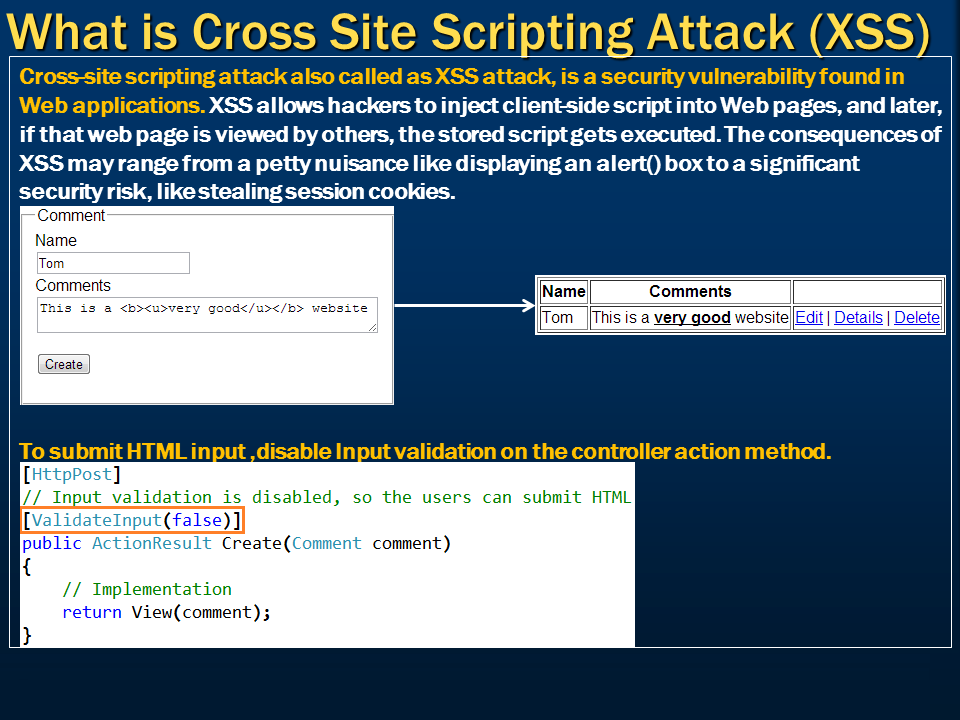 What is Cross Site Scripting Attack (XSS)
Cross-site scripting attack also called as XSS attack, is a security vulnerability found in
Web applications. XSS allows hackers to inject client-side script into Web pages, and later,
if that web page is viewed by others, the stored script gets executed. The consequences of
XSS may range from a petty nuisance like displaying an alert() box to a significant
security risk, like stealing session cookies.
Comment
Name
Tom
Comments
This is a <b><u>very good</u></b> website
Create
Name Comments
Tom This is a very good website Edit | Details | Delete
To submit HTML input ,disable Input validation on the controller action method.
[HttpPost]
// Input validation is disabled, so the users can submit HTML
[ValidateInput(false)]
public ActionResult Create(Comment comment)
{
// Implementation
return View(comment);
}